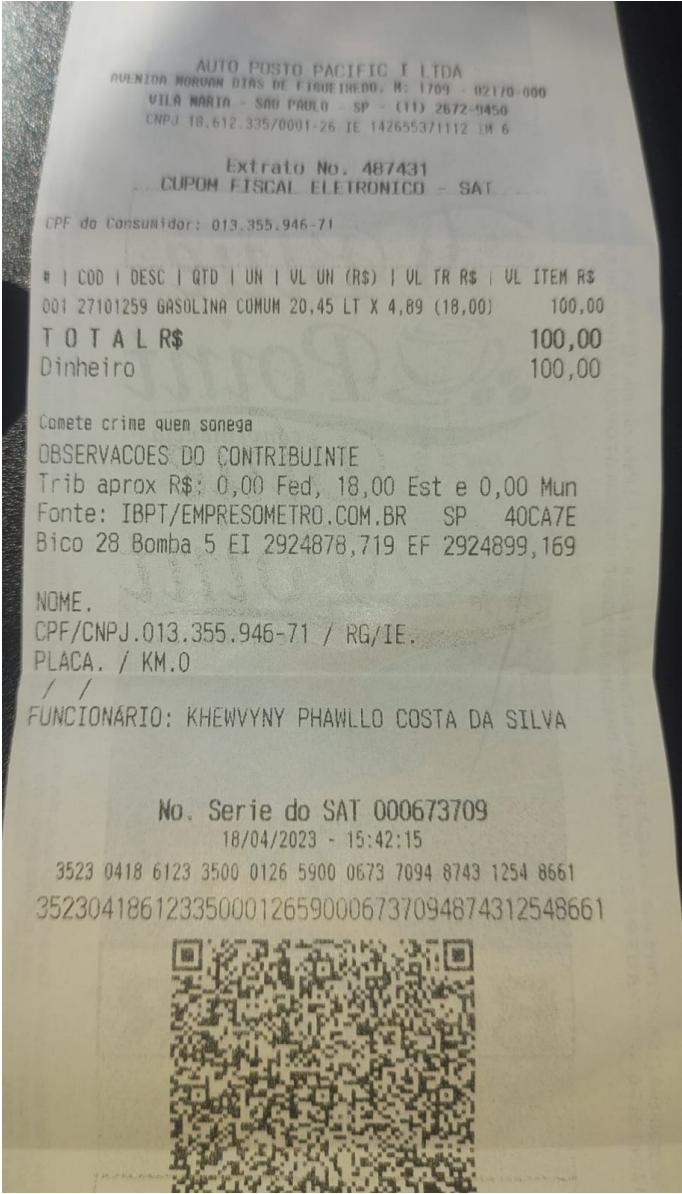 AUTO POSTO PACIFIC I LTDA
AVENIDA MORVAN DIAS DE FIGUEIREDO, N: 1709 - 02170-000
VILA MARIA - SAO PAULO - SP - (11) 2672-9450
CNPJ 18.612.335/0001-26 IE 142655371112 IM 6
Extrato No. 487431
CUPOM FISCAL ELETRONICO - SAT
CPF do Consumidor: 013.355.946-71
# | COD | DESC | QTD | UN | VL UN (R$) | VL TR R$ | VL ITEM R$
001 27101259 GASOLINA COMUM 20,45 LT X 4,89 (18,00) 100,00
T O T A L R$ 100,00
Dinheiro 100,00
Comete crime quem sonega
OBSERVACOES DO CONTRIBUINTE
Trib aprox R$: 0,00 Fed, 18,00 Est e 0,00 Mun
Fonte: IBPT/EMPRESOMETRO.COM.BR SP 40CA7E
Bico 28 Bomba 5 EI 2924878,719 EF 2924899,169
NOME.
CPF/CNPJ.013.355.946-71 / RG/IE.
PLACA. / KM.0
/ /
FUNCIONÁRIO: KHEWVYNY PHAWLLO COSTA DA SILVA
No. Serie do SAT 000673709
18/04/2023 - 15:42:15
3523 0418 6123 3500 0126 5900 0673 7094 8743 1254 8661
35230418612335000126590006737094874312548661